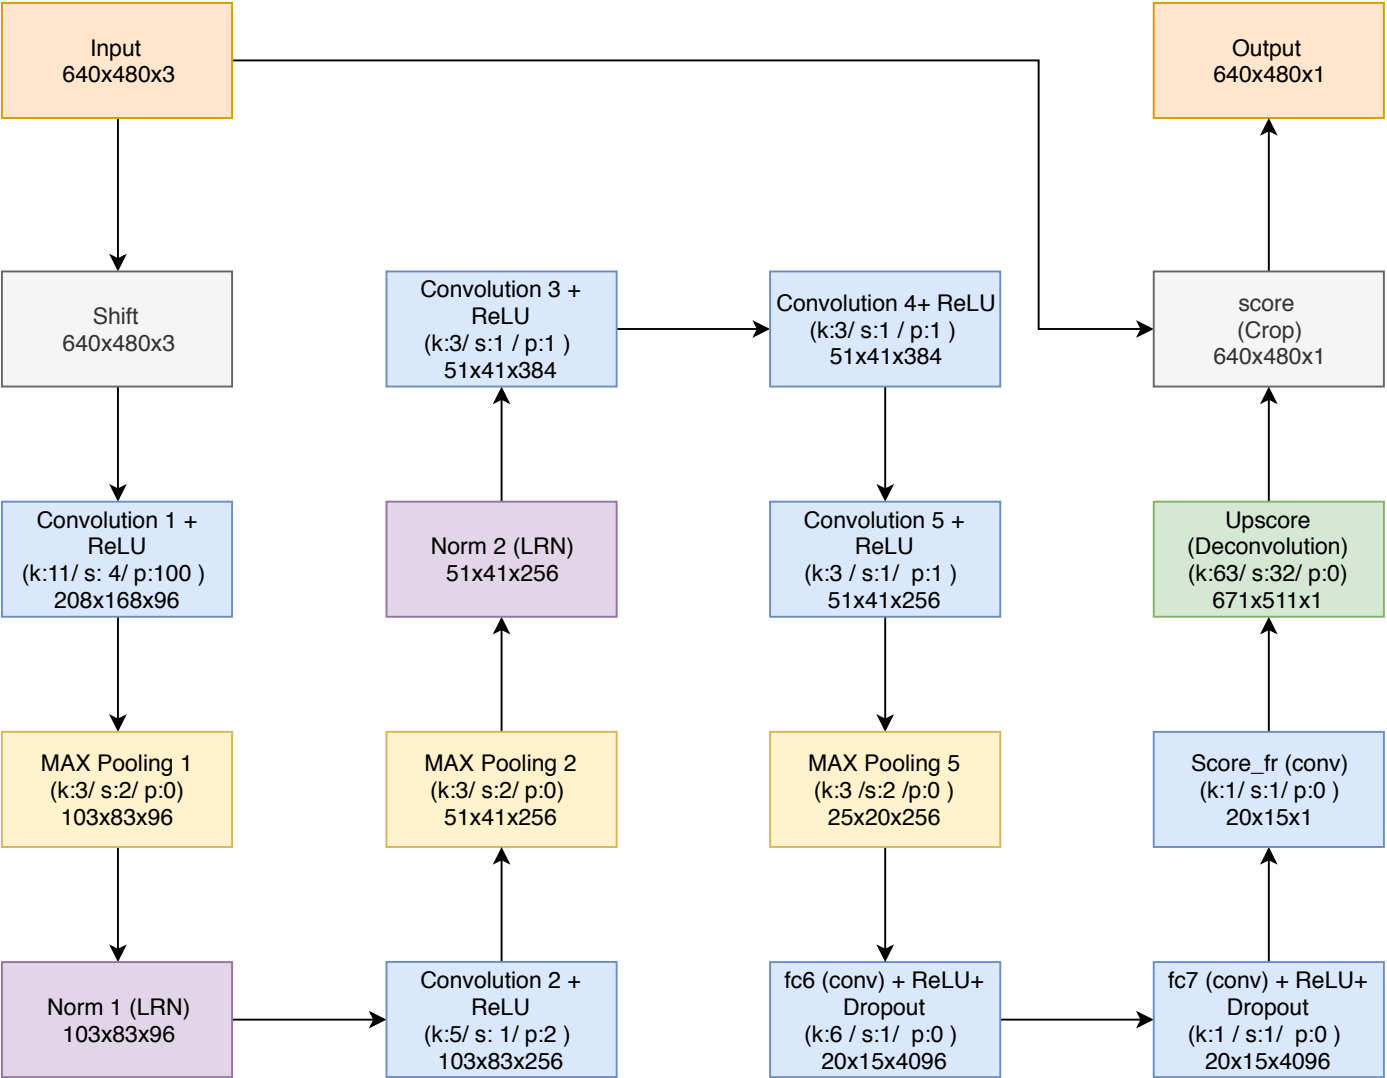 Input
640x480x3
Output
640x480x1
Shift
640x480x3
Convolution 3 +
ReLU
(k:3/ s:1 / p:1 )
51x41x384
Convolution 4+ ReLU
(k:3/ s:1 / p:1 )
51x41x384
score
(Crop)
640x480x1
Convolution 1 +
ReLU
(k:11/ s: 4/ p:100 )
208x168x96
Norm 2 (LRN)
51x41x256
Convolution 5 +
ReLU
(k:3 / s:1/  p:1 )
51x41x256
Upscore
(Deconvolution)
(k:63/ s:32/ p:0)
671x511x1
MAX Pooling 1
(k:3/ s:2/ p:0)
103x83x96
MAX Pooling 2
(k:3/ s:2/ p:0)
51x41x256
MAX Pooling 5
(k:3 /s:2 /p:0 )
25x20x256
Score_fr (conv)
(k:1/ s:1/ p:0 )
20x15x1
Norm 1 (LRN)
103x83x96
Convolution 2 +
ReLU
(k:5/ s: 1/ p:2 )
103x83x256
fc6 (conv) + ReLU+
Dropout
(k:6 / s:1/  p:0 )
20x15x4096
fc7 (conv) + ReLU+
Dropout
(k:1 / s:1/  p:0 )
20x15x4096